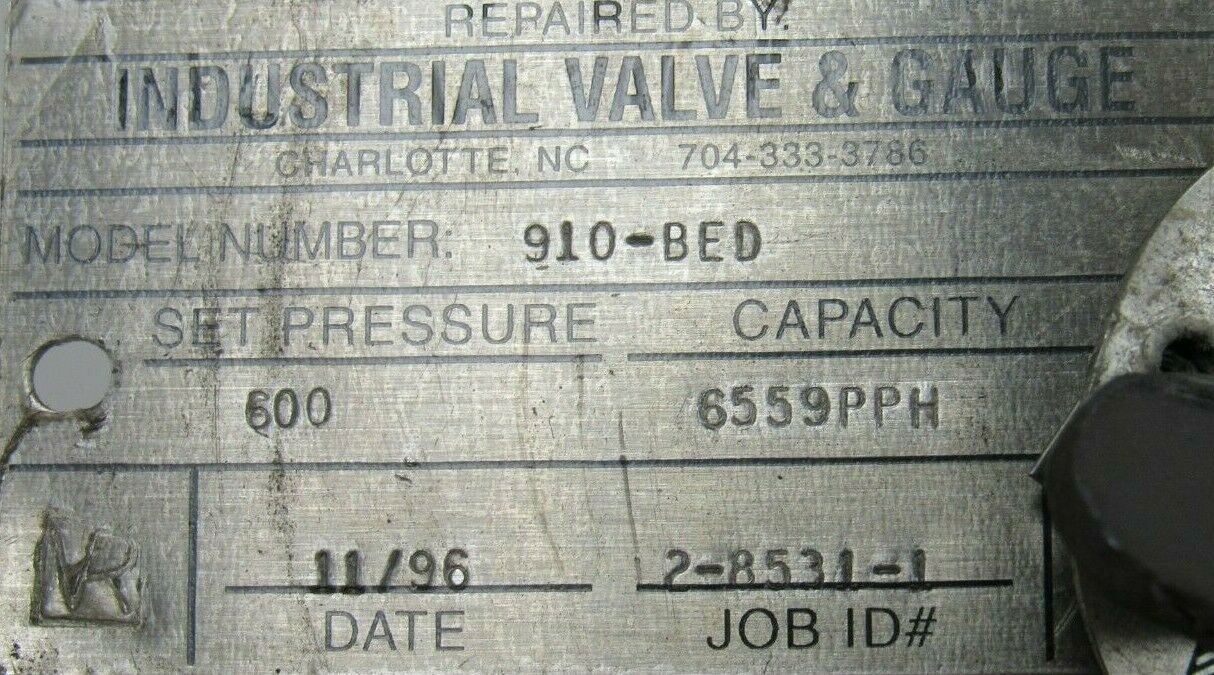 REPAIRED BY:
INDUSTRIAL VALVE & GAUGE
CHARLOTTE, NC 704-333-3786
MODEL NUMBER: 910-BED
SET PRESSURE CAPACITY
600 6559PPH
VR
11/96 2-8531-1
DATE JOB ID#